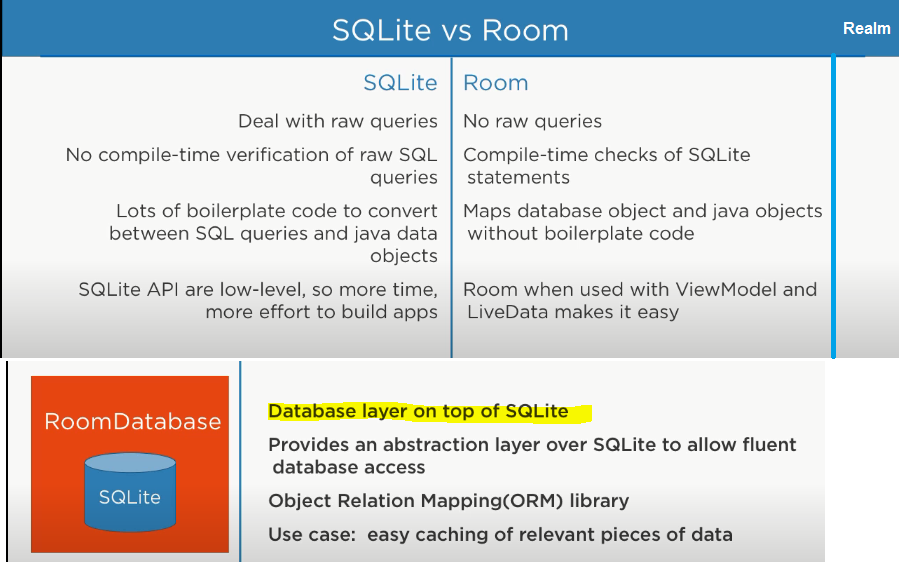 SQLite vs Room
Realm
SQLite
Room
Deal with raw queries
No raw queries
No compile-time verification of raw SQL
queries
Compile-time checks of SQLite
statements
Lots of boilerplate code to convert
between SQL queries and java data
objects
Maps database object and java objects
without boilerplate code
SQLite API are low-level, so more time,
more effort to build apps
Room when used with ViewModel and
LiveData makes it easy
RoomDatabase
SQLite
Database layer on top of SQLite
Provides an abstraction layer over SQLite to allow fluent
database access
Object Relation Mapping(ORM) library
Use case: easy caching of relevant pieces of data